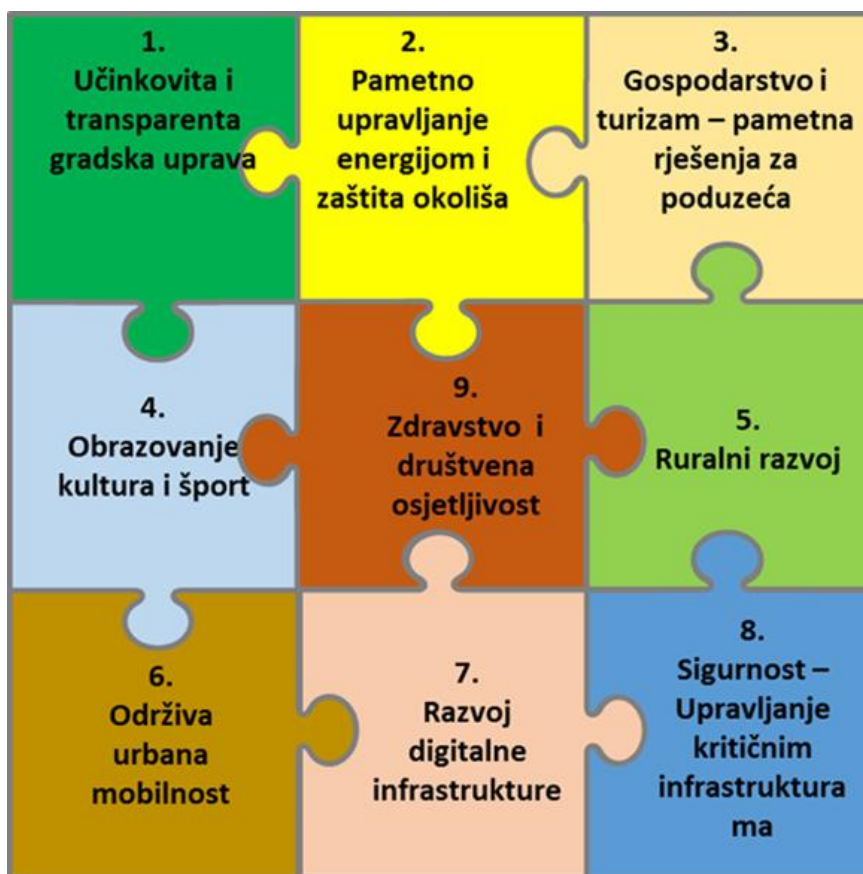 1.
Učinkovita i
transparenta
gradska uprava
2.
Pametno
upravljanje
energijom i
zaštita okoliša
3.
Gospodarstvo i
turizam – pametna
rješenja za
poduzeća
4.
Obrazovanje
kultura i šport
9.
Zdravstvo i
društvena
osjetljivost
5.
Ruralni razvoj
6.
Održiva
urbana
mobilnost
7.
Razvoj
digitalne
infrastrukture
8.
Sigurnost –
Upravljanje
kritičnim
infrastruktura
ma